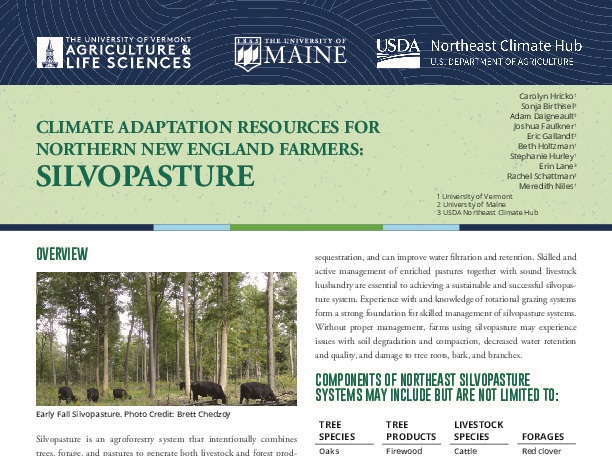 THE UNIVERSITY OF VERMONT
AGRICULTURE &
LIFE SCIENCES
1865
THE UNIVERSITY OF
MAINE
USDA
Northeast Climate Hub
U.S. DEPARTMENT OF AGRICULTURE
CLIMATE ADAPTATION RESOURCES FOR
NORTHERN NEW ENGLAND FARMERS:
SILVOPASTURE
Carolyn Hricko¹
Sonja Birthisel²
Adam Daigneault²
Joshua Faulkner¹
Eric Gallandt²
Beth Holtzman¹
Stephanie Hurley¹
Erin Lane³
Rachel Schattman²
Meredith Niles¹
1 University of Vermont
2 University of Maine
3 USDA Northeast Climate Hub
OVERVIEW
Early Fall Silvopasture. Photo Credit: Brett Chedzoy
Silvopasture is an agroforestry system that intentionally combines
trees, forage, and pastures to generate both livestock and forest prod-
sequestration, and can improve water filtration and retention. Skilled and
active management of enriched pastures together with sound livestock
husbandry are essential to achieving a sustainable and successful silvopas-
ture system. Experience with and knowledge of rotational grazing systems
form a strong foundation for skilled management of silvopasture systems.
Without proper management, farms using silvopasture may experience
issues with soil degradation and compaction, decreased water retention
and quality, and damage to tree roots, bark, and branches.
COMPONENTS OF NORTHEAST SILVOPASTURE
SYSTEMS MAY INCLUDE BUT ARE NOT LIMITED TO:
TREE SPECIES
TREE PRODUCTS
LIVESTOCK SPECIES
FORAGES
Oaks
Firewood
Cattle
Red clover